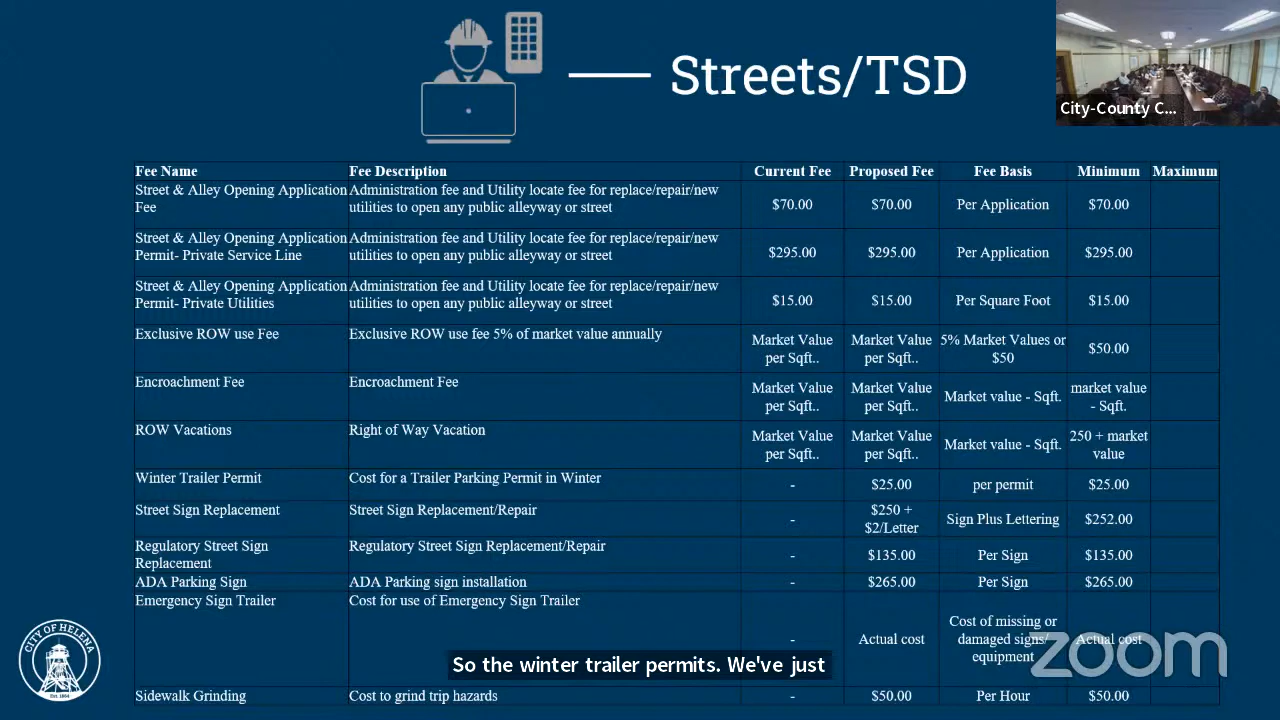 Streets/TSD
City-County C...
Fee Name Fee Description Current Fee Proposed Fee Fee Basis Minimum Maximum
Street & Alley Opening Application Administration fee and Utility locate fee for replace/repair/new
Fee utilities to open any public alleyway or street $70.00 $70.00 Per Application $70.00
Street & Alley Opening Application Administration fee and Utility locate fee for replace/repair/new
Permit- Private Service Line utilities to open any public alleyway or street $295.00 $295.00 Per Application $295.00
Street & Alley Opening Application Administration fee and Utility locate fee for replace/repair/new
Permit- Private Utilities utilities to open any public alleyway or street $15.00 $15.00 Per Square Foot $15.00
Exclusive ROW use Fee Exclusive ROW use fee 5% of market value annually Market Value Market Value 5% Market Values or $50.00
per Sqft.. per Sqft.. $50
Encroachment Fee Encroachment Fee Market Value Market Value Market value - Sqft. market value
per Sqft.. per Sqft.. - Sqft.
ROW Vacations Right of Way Vacation Market Value Market Value Market value - Sqft. 250 + market
per Sqft.. per Sqft.. value
Winter Trailer Permit Cost for a Trailer Parking Permit in Winter - $25.00 per permit $25.00
Street Sign Replacement Street Sign Replacement/Repair - $250 + Sign Plus Lettering $252.00
$2/Letter
Regulatory Street Sign Regulatory Street Sign Replacement/Repair - $135.00 Per Sign $135.00
Replacement
ADA Parking Sign ADA Parking sign installation - $265.00 Per Sign $265.00
Emergency Sign Trailer Cost for use of Emergency Sign Trailer - Actual cost Cost of missing or Actual cost
damaged signs/
equipment
Sidewalk Grinding Cost to grind trip hazards - $50.00 Per Hour $50.00
So the winter trailer permits. We've just
zoom
CITY OF HELENA
Est. 1864